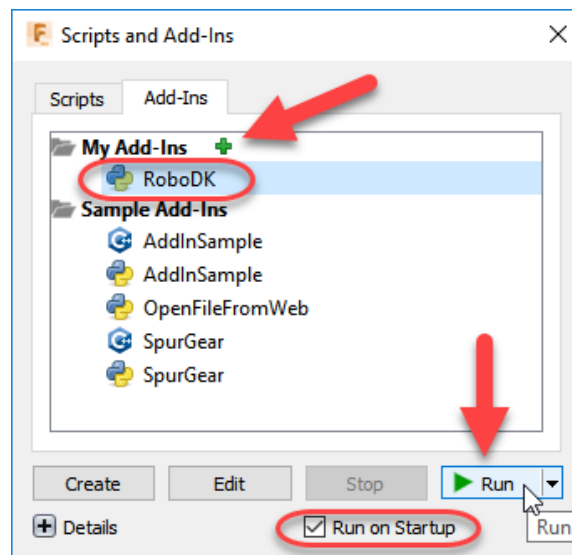 Scripts and Add-Ins
Scripts Add-Ins
My Add-Ins
RoboDK
Sample Add-Ins
AddInSample
AddInSample
OpenFileFromWeb
SpurGear
SpurGear
Create Edit Stop Run
Details Run on Startup Run